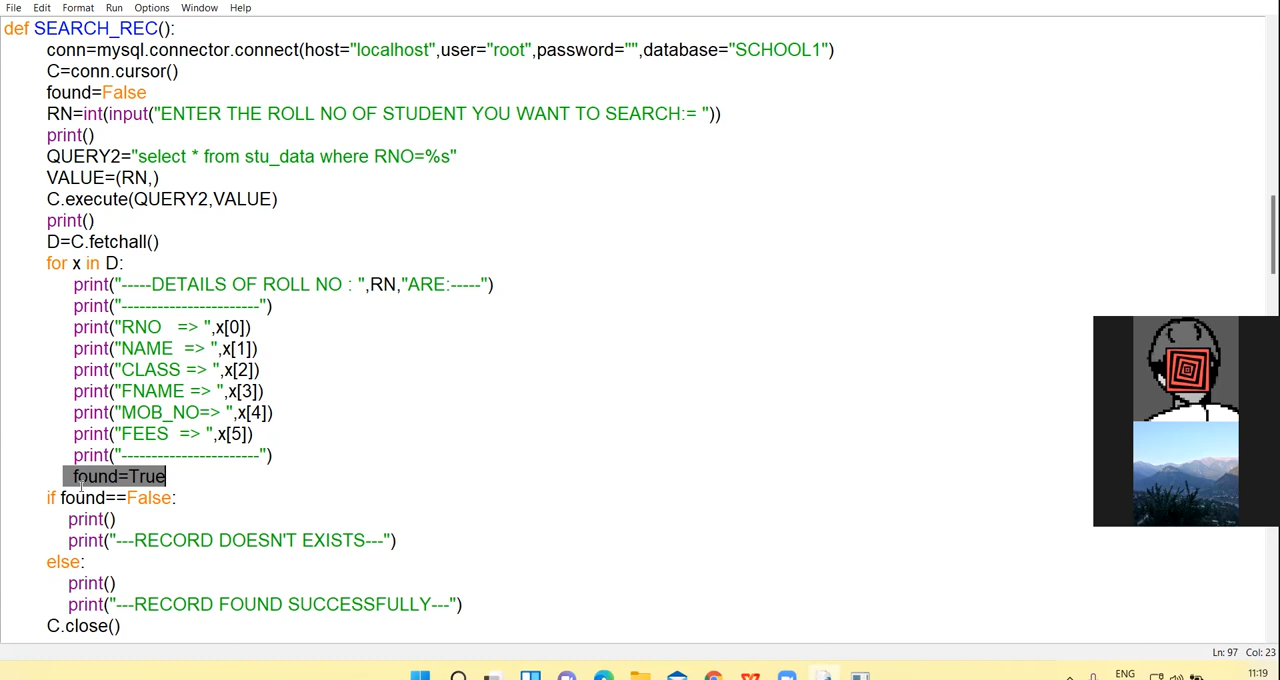 File Edit Format Run Options Window Help
def SEARCH_REC():
conn=mysql.connector.connect(host="localhost",user="root",password="",database="SCHOOL1")
C=conn.cursor()
found=False
RN=int(input("ENTER THE ROLL NO OF STUDENT YOU WANT TO SEARCH:= "))
print()
QUERY2="select * from stu_data where RNO=%s"
VALUE=(RN,)
C.execute(QUERY2,VALUE)
print()
D=C.fetchall()
for x in D:
print("-----DETAILS OF ROLL NO : ",RN,"ARE:-----")
print("-----------------------")
print("RNO   => ",x[0])
print("NAME  => ",x[1])
print("CLASS => ",x[2])
print("FNAME => ",x[3])
print("MOB_NO=> ",x[4])
print("FEES  => ",x[5])
print("-----------------------")
found=True
if found==False:
print()
print("---RECORD DOESN'T EXISTS---")
else:
print()
print("---RECORD FOUND SUCCESSFULLY---")
C.close()
Ln: 97 Col: 23
ENG 11:19